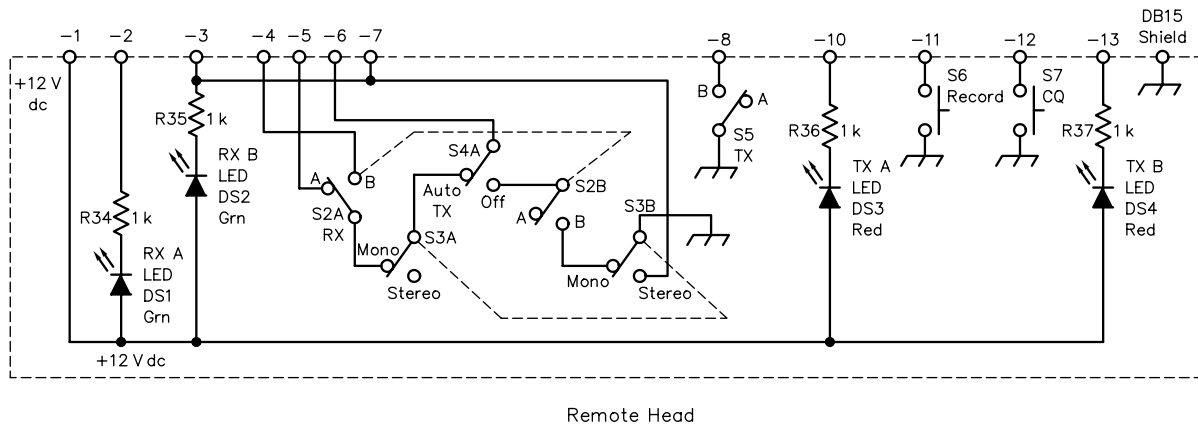 DB15
Shield
-1
-2
-3
-4
-5
-6
-7
-8
-10
-11
-12
-13
+12 V
dc
R35
1 k
S6
Record
S7
CQ
B
A
S5
TX
R36
1 k
R37
1 k
RX B
LED
DS2
Grn
S4A
Auto
TX
Off
A
B
S2A
RX
S2B
A
B
TX A
LED
DS3
Red
TX B
LED
DS4
Red
R34
1 k
S3A
Mono
Stereo
S3B
Mono
Stereo
RX A
LED
DS1
Grn
+12 V dc
Remote Head